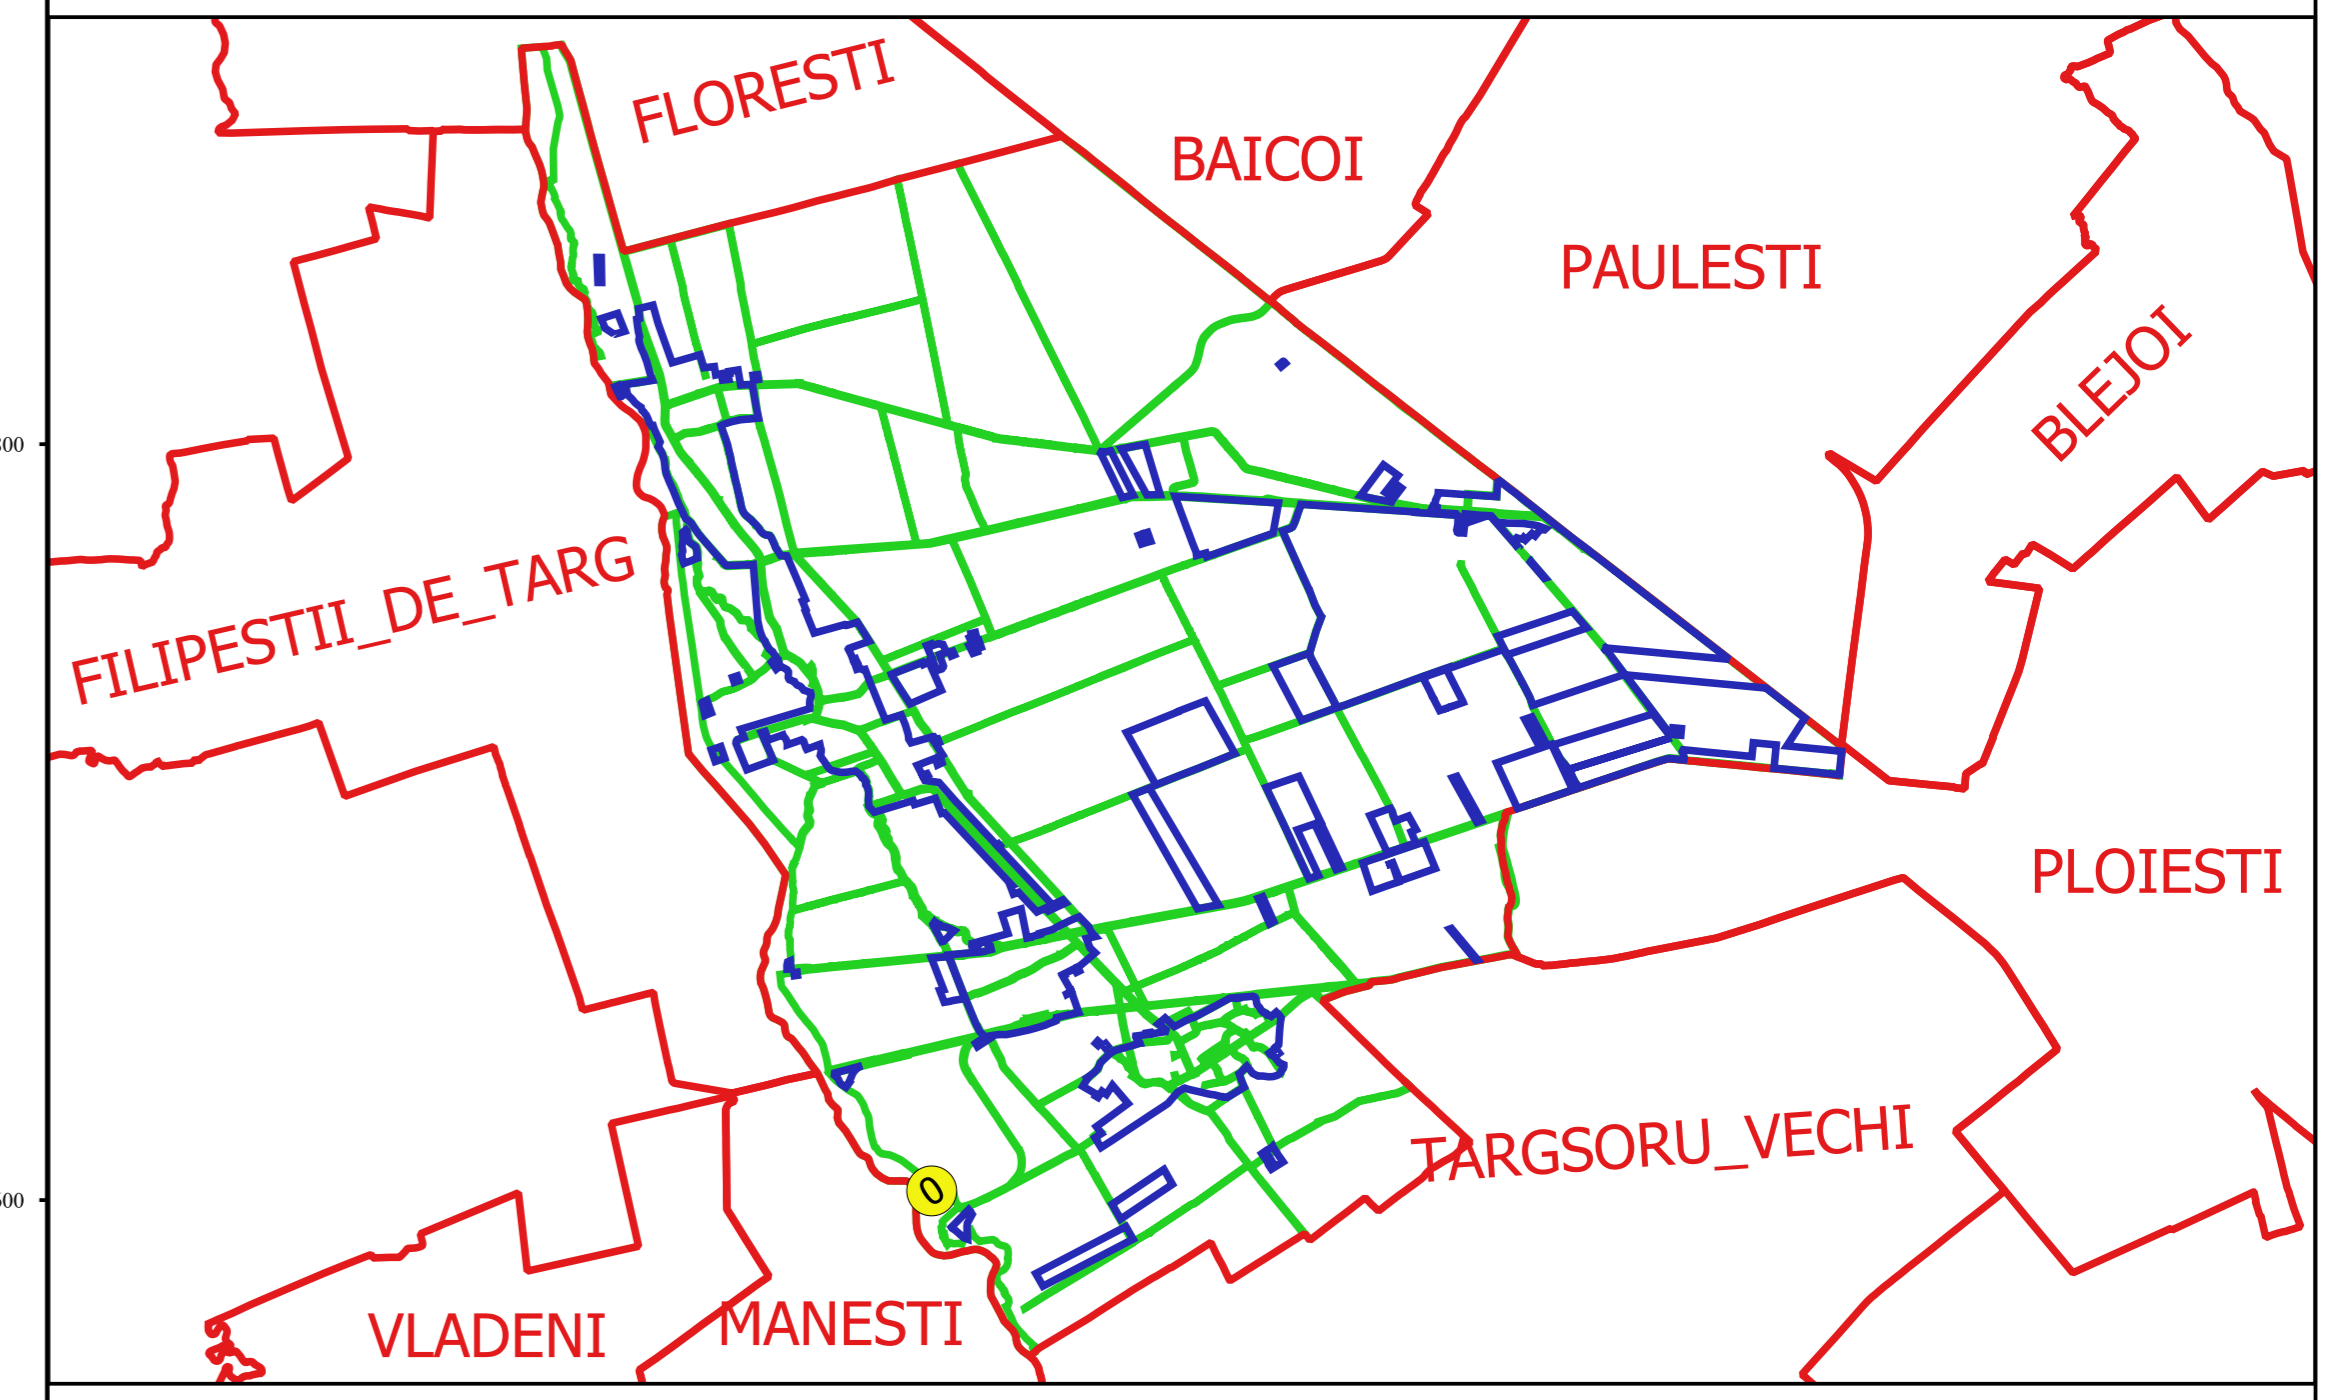 FLORESTI
BAICOI
PAULESTI
BLEJOI
FILIPESTII_DE_TARG
PLOIESTI
TARGSORU_VECHI
0
VLADENI
MANESTI